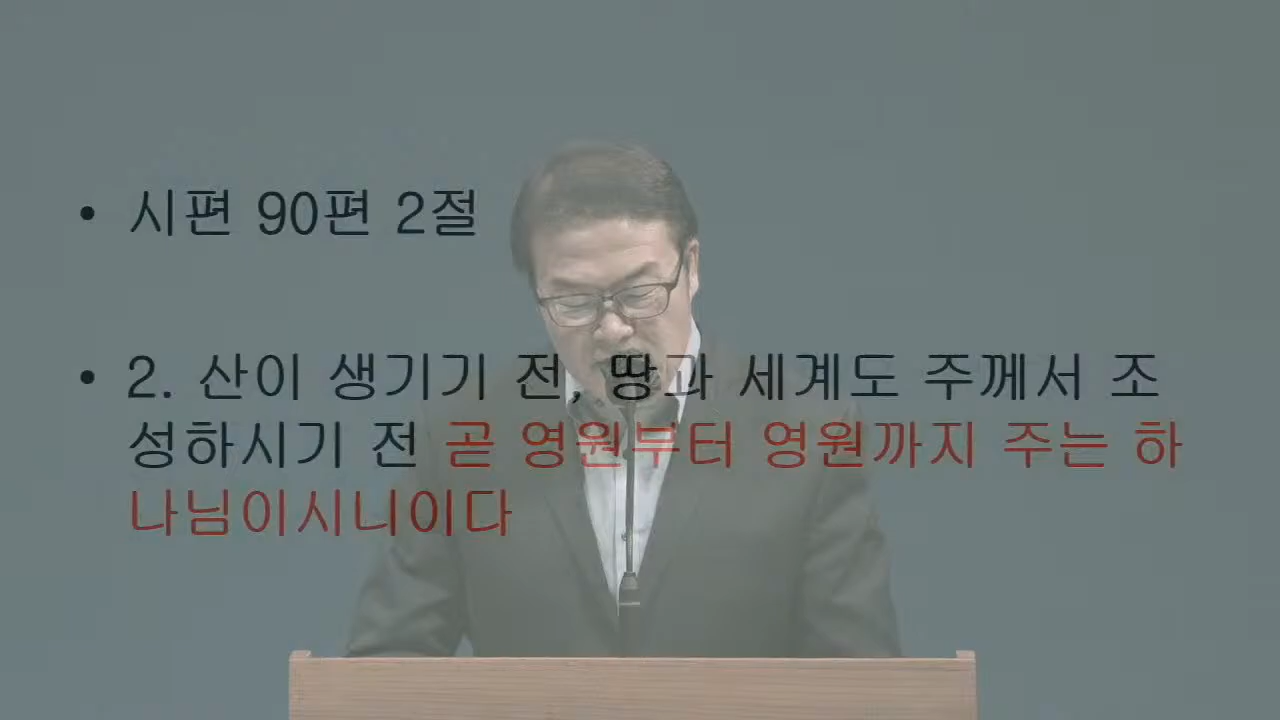 • 시편 90편 2절
• 2. 산이 생기기 전, 땅과 세계도 주께서 조
성하시기 전 곧 영원부터 영원까지 주는 하
나님이시니이다